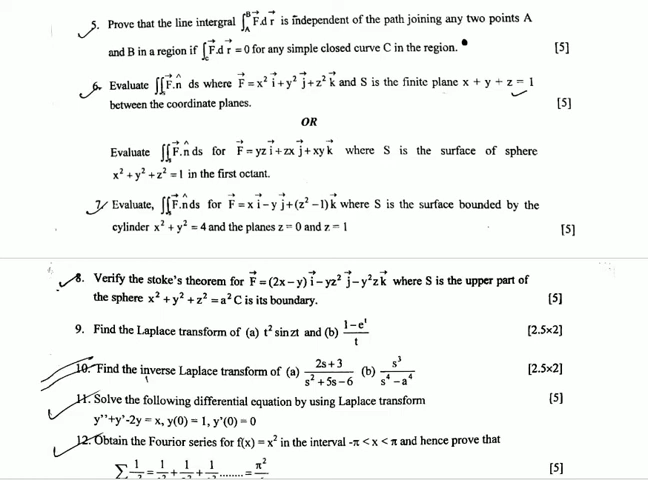 5. Prove that the line intergral ∫_A^B F⃗.d r⃗ is independent of the path joining any two points A
and B in a region if ∫_c F⃗.d r⃗ = 0 for any simple closed curve C in the region. [5]
6. Evaluate ∬_s F⃗.n̂ ds where F⃗ = x² i⃗ + y² j⃗ + z² k⃗ and S is the finite plane x + y + z = 1
between the coordinate planes. [5]
OR
Evaluate ∬_s F⃗.n̂ ds for F⃗ = yz i⃗ + zx j⃗ + xy k⃗ where S is the surface of sphere
x² + y² + z² = 1 in the first octant.
7. Evaluate, ∬_s F⃗.n̂ ds for F⃗ = x i⃗ − y j⃗ + (z² − 1) k⃗ where S is the surface bounded by the
cylinder x² + y² = 4 and the planes z = 0 and z = 1 [5]
8. Verify the stoke's theorem for F⃗ = (2x − y) i⃗ − yz² j⃗ − y²z k⃗ where S is the upper part of
the sphere x² + y² + z² = a² C is its boundary. [5]
9. Find the Laplace transform of (a) t² sinzt and (b) (1−e^t)/t [2.5×2]
10. Find the inverse Laplace transform of (a) (2s+3)/(s²+5s−6) (b) s³/(s⁴−a⁴) [2.5×2]
11. Solve the following differential equation by using Laplace transform [5]
y''+y'-2y = x, y(0) = 1, y'(0) = 0
12. Obtain the Fourior series for f(x) = x² in the interval -π < x < π and hence prove that
∑ 1 = 1 + 1 + 1 ........ = π² [5]